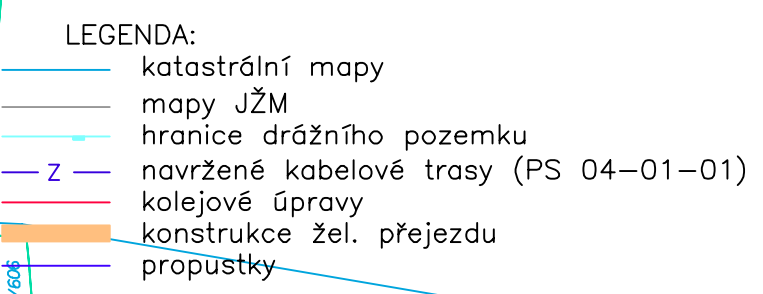 LEGENDA:
katastrální mapy
mapy JŽM
hranice drážního pozemku
Z navržené kabelové trasy (PS 04-01-01)
kolejové úpravy
konstrukce žel. přejezdu
propustky
/606